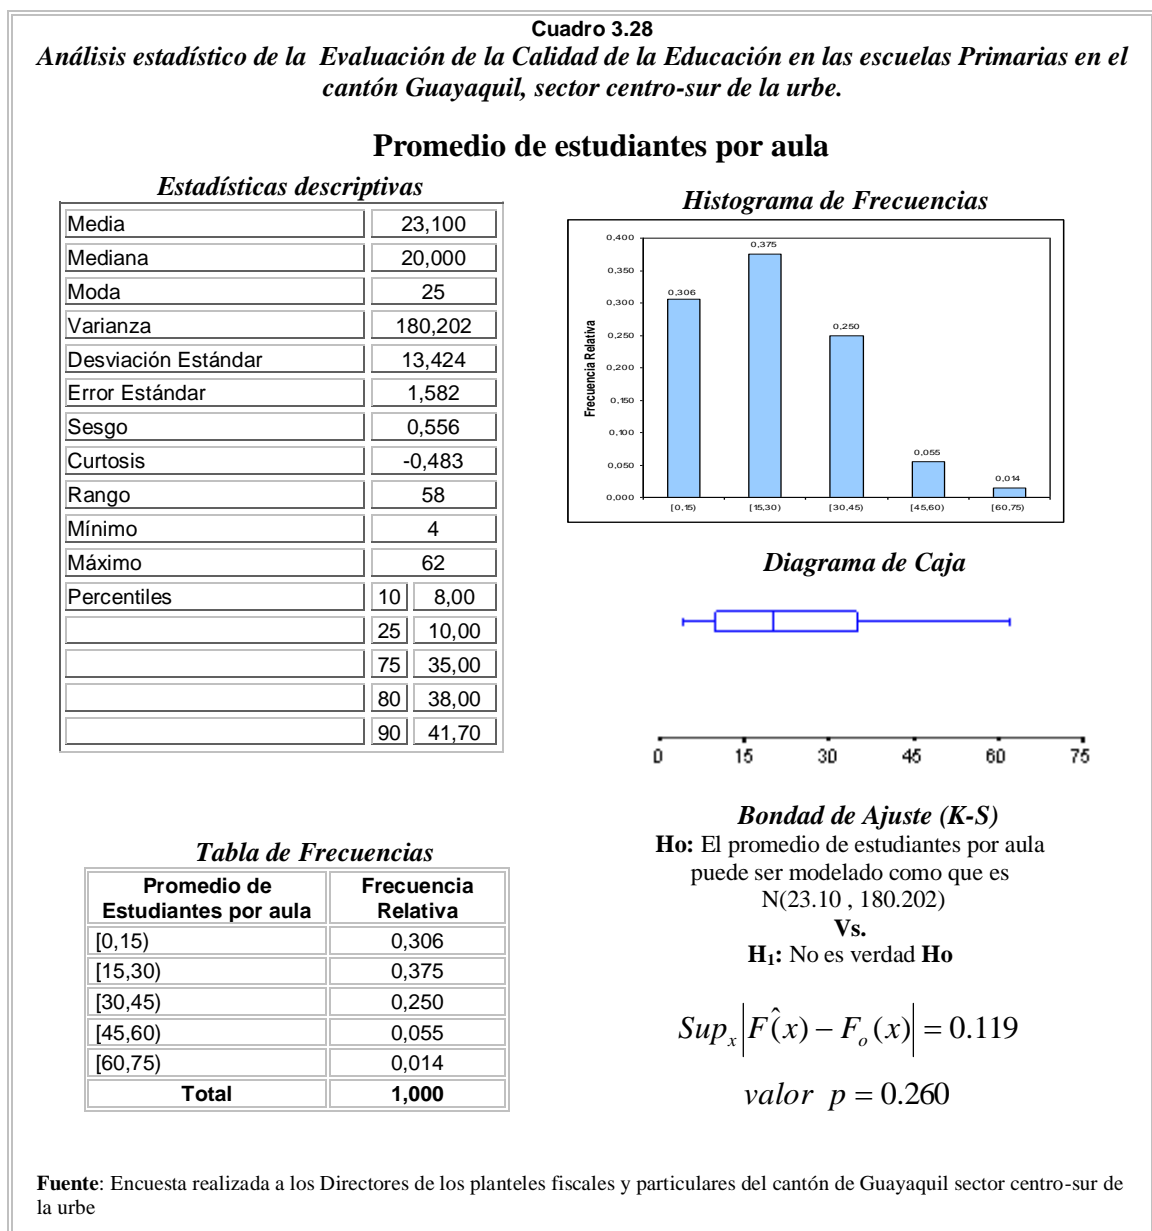 Cuadro 3.28
Análisis estadístico de la Evaluación de la Calidad de la Educación en las escuelas Primarias en el
cantón Guayaquil, sector centro-sur de la urbe.
Promedio de estudiantes por aula
Estadísticas descriptivas
Media 23,100
Mediana 20,000
Moda 25
Varianza 180,202
Desviación Estándar 13,424
Error Estándar 1,582
Sesgo 0,556
Curtosis -0,483
Rango 58
Mínimo 4
Máximo 62
Percentiles 10 8,00
25 10,00
75 35,00
80 38,00
90 41,70
Histograma de Frecuencias
Frecuencia Relativa
0,400
0,350
0,300
0,250
0,200
0,150
0,100
0,050
0,000
0,306
0,375
0,250
0,055
0,014
[0,15) [15,30) [30,45) [45,60) [60,75)
Diagrama de Caja
0 15 30 45 60 75
Tabla de Frecuencias
Promedio de Frecuencia
Estudiantes por aula Relativa
[0,15) 0,306
[15,30) 0,375
[30,45) 0,250
[45,60) 0,055
[60,75) 0,014
Total 1,000
Bondad de Ajuste (K-S)
Ho: El promedio de estudiantes por aula
puede ser modelado como que es
N(23.10 , 180.202)
Vs.
H₁: No es verdad Ho
Supₓ|F̂(x) − Fₒ(x)| = 0.119
valor p = 0.260
Fuente: Encuesta realizada a los Directores de los planteles fiscales y particulares del cantón de Guayaquil sector centro-sur de
la urbe